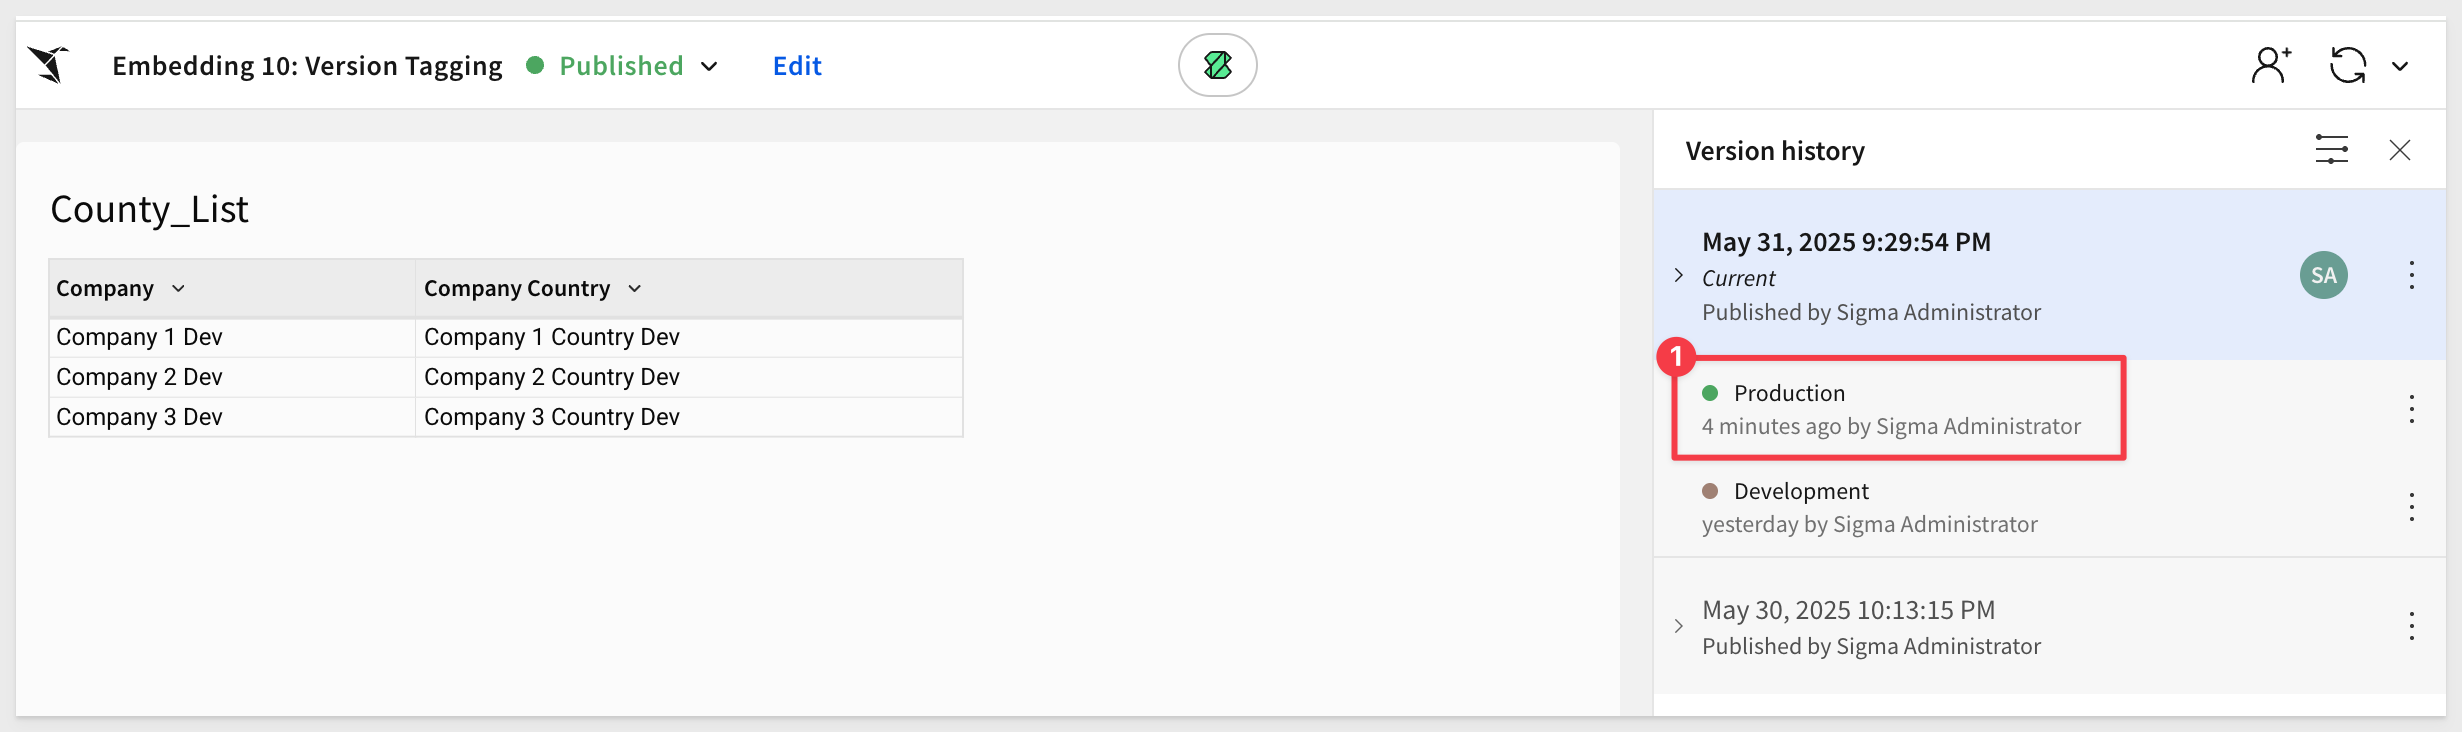 Embedding 10: Version Tagging Published Edit
County_List
Company Company Country
Company 1 Dev Company 1 Country Dev
Company 2 Dev Company 2 Country Dev
Company 3 Dev Company 3 Country Dev
Version history
May 31, 2025 9:29:54 PM
Current
Published by Sigma Administrator
SA
1
Production
4 minutes ago by Sigma Administrator
Development
yesterday by Sigma Administrator
May 30, 2025 10:13:15 PM
Published by Sigma Administrator